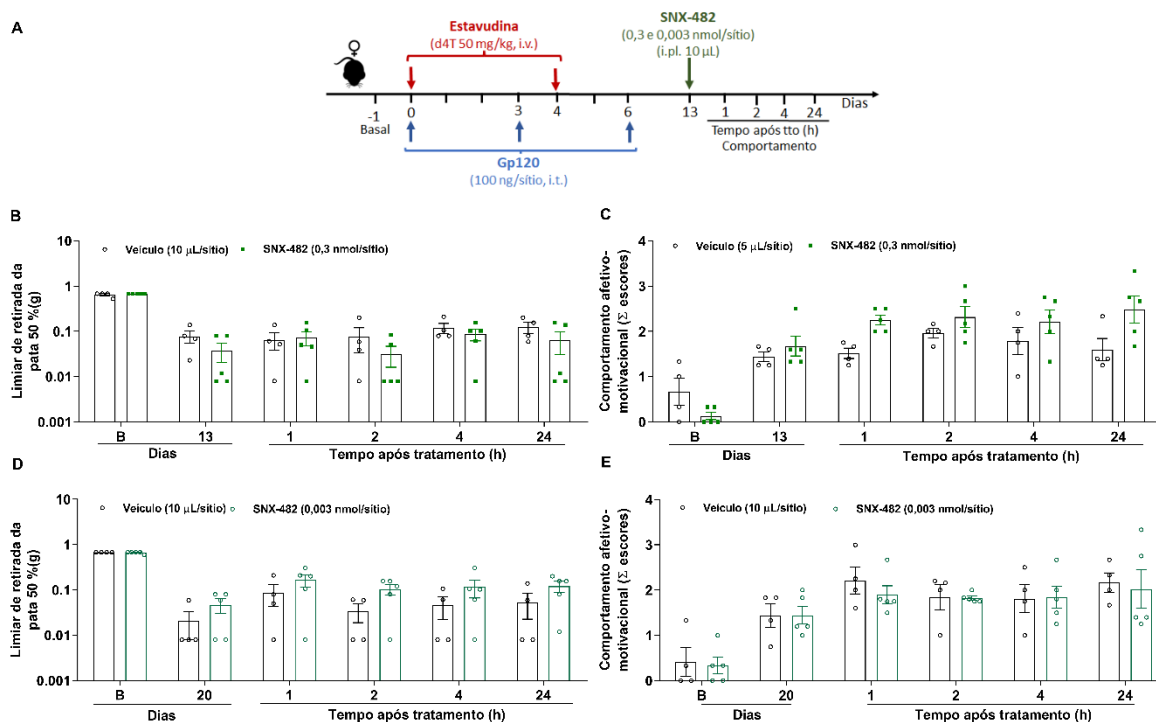 A
Estavudina
(d4T 50 mg/kg, i.v.)
SNX-482
(0,3 e 0,003 nmol/sítio)
(i.pl. 10 µL)
Dias
-1 0 3 4 6 13 1 2 4 24
Basal
Tempo após tto (h)
Comportamento
Gp120
(100 ng/sítio, i.t.)
B
Veículo (10 µL/sítio) SNX-482 (0,3 nmol/sítio)
Limiar de retirada da
pata 50 %(g)
10
1
0.1
0.01
0.001
B 13 1 2 4 24
Dias Tempo após tratamento (h)
C
Veículo (5 µL/sítio) SNX-482 (0,3 nmol/sítio)
Comportamento afetivo-
motivacional (Σ escores)
4
3
2
1
0
B 13 1 2 4 24
Dias Tempo após tratamento (h)
D
Veículo (10 µL/sítio) SNX-482 (0,003 nmol/sítio)
Limiar de retirada da
pata 50 %(g)
10
1
0.1
0.01
0.001
B 20 1 2 4 24
Dias Tempo após tratamento (h)
E
Veículo (10 µL/sítio) SNX-482 (0,003 nmol/sítio)
Comportamento afetivo-
motivacional (Σ escores)
4
3
2
1
0
B 20 1 2 4 24
Dias Tempo após tratamento (h)